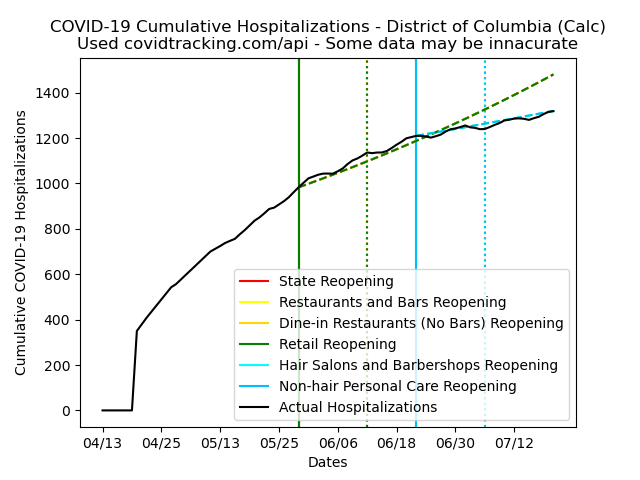 COVID-19 Cumulative Hospitalizations - District of Columbia (Calc)
Used covidtracking.com/api - Some data may be innacurate
Cumulative COVID-19 Hospitalizations
1400
1200
1000
800
600
400
200
0
State Reopening
Restaurants and Bars Reopening
Dine-in Restaurants (No Bars) Reopening
Retail Reopening
Hair Salons and Barbershops Reopening
Non-hair Personal Care Reopening
Actual Hospitalizations
04/13 04/25 05/13 05/25 06/06 06/18 06/30 07/12
Dates